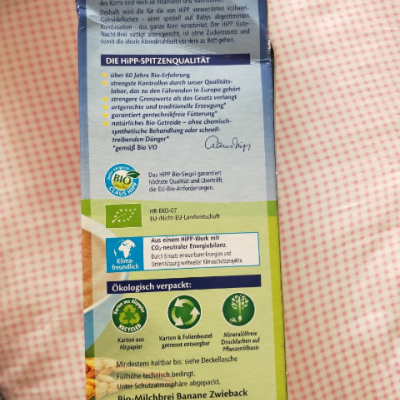 Deshalb wird die für die von HiPP verwendeten Vollwert-
Getreideflocken – einer speziell auf Babys abgestimmten
Kombination – das ganze Korn verwendet. Der HiPP Gute-
Nacht-Brei sättigt altersgerecht, ist ohne Zuckerzusatz und
somit die ideale Abendmahlzeit vor dem zu Bett gehen.
DIE HiPP-SPITZENQUALITÄT
über 60 Jahre Bio-Erfahrung
strengste Kontrollen durch unser Qualitäts-
labor, das zu den Führenden in Europa gehört
strengere Grenzwerte als das Gesetz verlangt
artgerechte und traditionelle Erzeugung*
garantiert gentechnikfreie Fütterung*
natürliches Bio-Getreide – ohne chemisch-
synthetische Behandlung oder schnell-
treibenden Dünger*
*gemäß Bio VO
BIO
CLAUS HIPP
Das HiPP Bio-Siegel garantiert
höchste Qualität und übertrifft
die EU-Bio-Anforderungen.
HR-EKO-07
EU-/Nicht-EU-Landwirtschaft
Klima-
freundlich
Aus einem HiPP-Werk mit
CO2-neutraler Energiebilanz.
Durch Einsatz erneuerbarer Energien und
Unterstützung weltweiter Klimaschutzprojekte
Ökologisch verpackt:
RECYCLED
Karton aus
Altpapier
Karton & Folienbeutel
getrennt entsorgbar
Mineralölfreie
Druckfarben auf
Pflanzenölbasis
Mindestens haltbar bis: siehe Deckellasche
Füllhöhe technisch bedingt.
Unter Schutzatmosphäre abgepackt.
Bio-Milchbrei Banane Zwieback